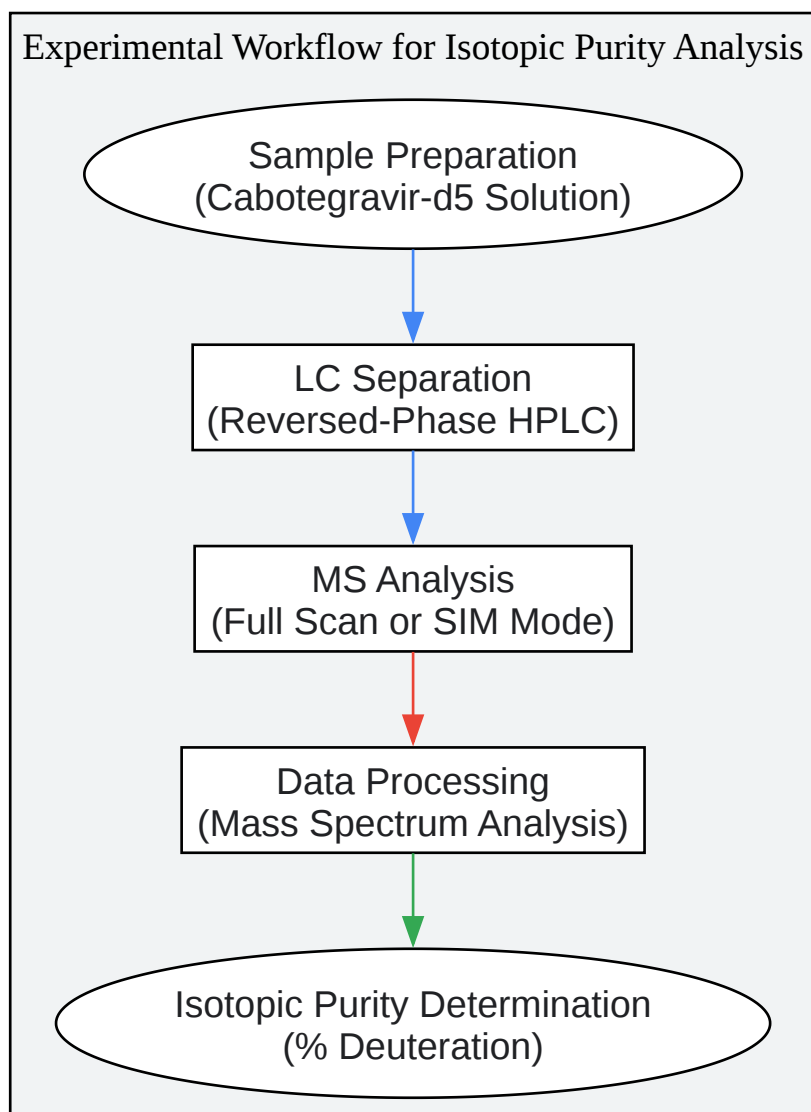 Experimental Workflow for Isotopic Purity Analysis
Sample Preparation
(Cabotegravir-d5 Solution)
LC Separation
(Reversed-Phase HPLC)
MS Analysis
(Full Scan or SIM Mode)
Data Processing
(Mass Spectrum Analysis)
Isotopic Purity Determination
(% Deuteration)